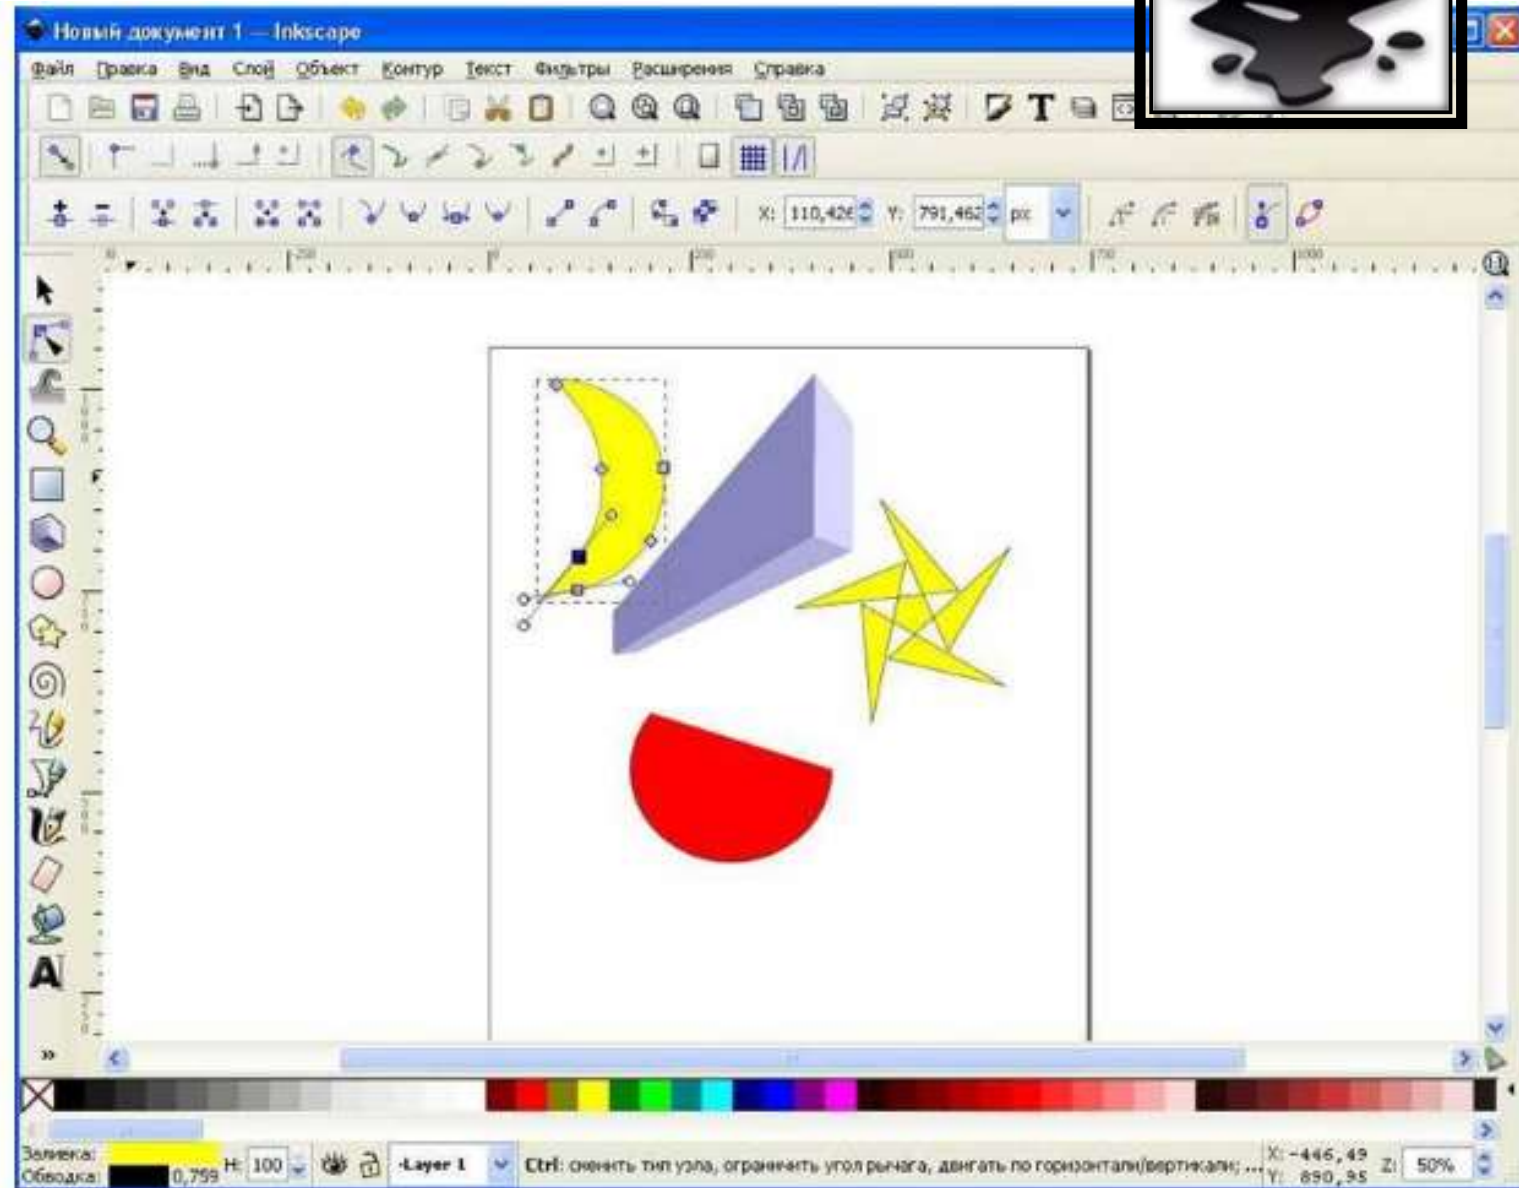 Новый документ 1 — Inkscape
Файл Правка Вид Слой Объект Контур Текст Фильтры Расширения Справка
X: 110,426 Y: 791,462 px
Заливка:
Обводка: 0,759 Н: 100 Layer 1 Ctrl: сменить тип узла, ограничить угол рычага, двигать по горизонтали/вертикали; ... X: -446,49
Y: 890,95 Z: 50%